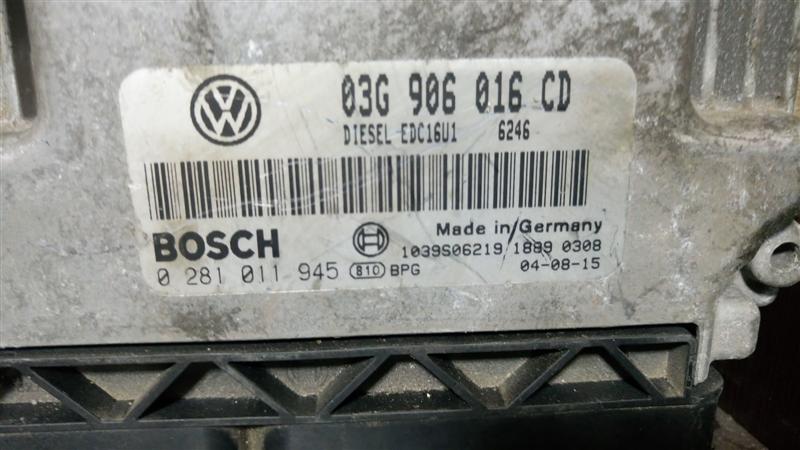 03G 906 016 CD
DIESEL EDC16U1 6246
BOSCH
Made in Germany
1039S06219 1889 0308
0 281 011 945 810 BPG
04-08-15